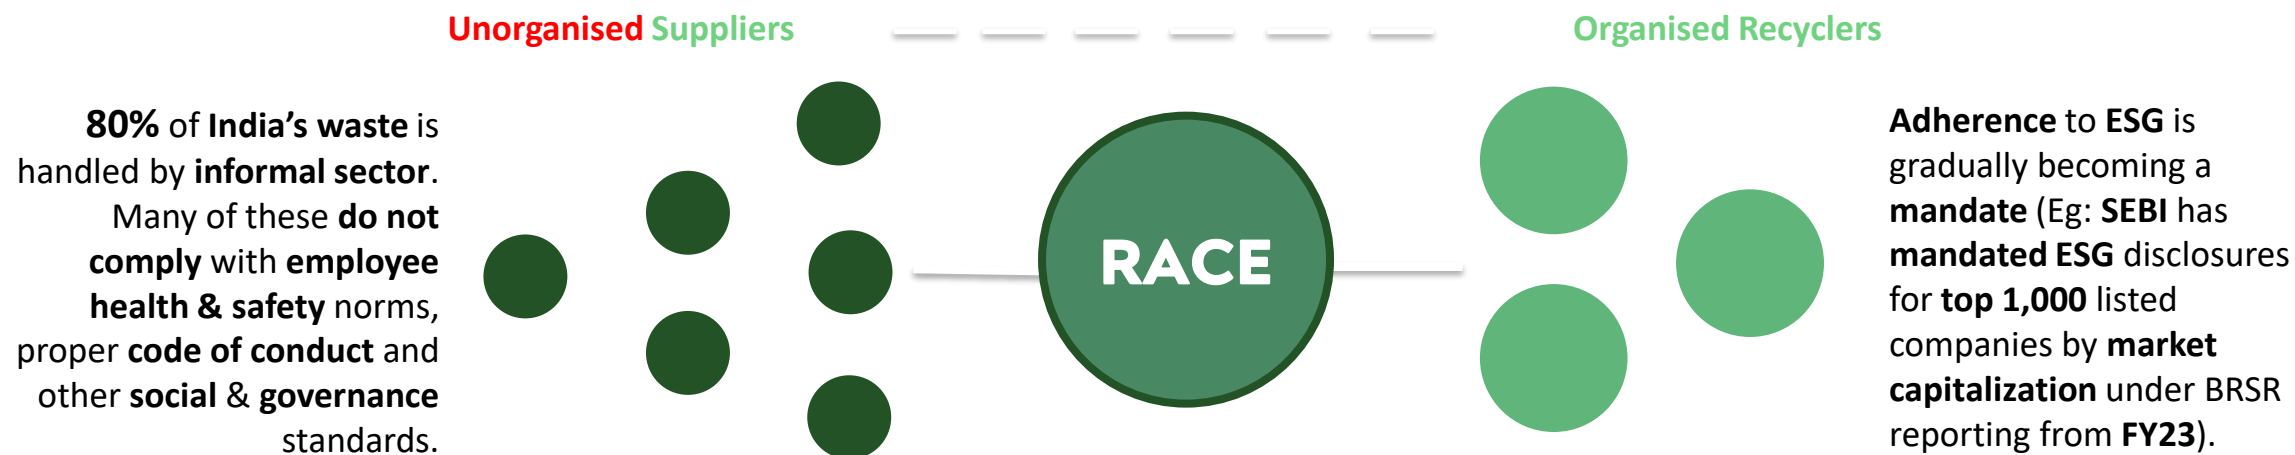 Unorganised Suppliers
Organised Recyclers
80% of India's waste is
handled by informal sector.
Many of these do not
comply with employee
health & safety norms,
proper code of conduct and
other social & governance
standards.
RACE
Adherence to ESG is
gradually becoming a
mandate (Eg: SEBI has
mandated ESG disclosures
for top 1,000 listed
companies by market
capitalization under BRSR
reporting from FY23).